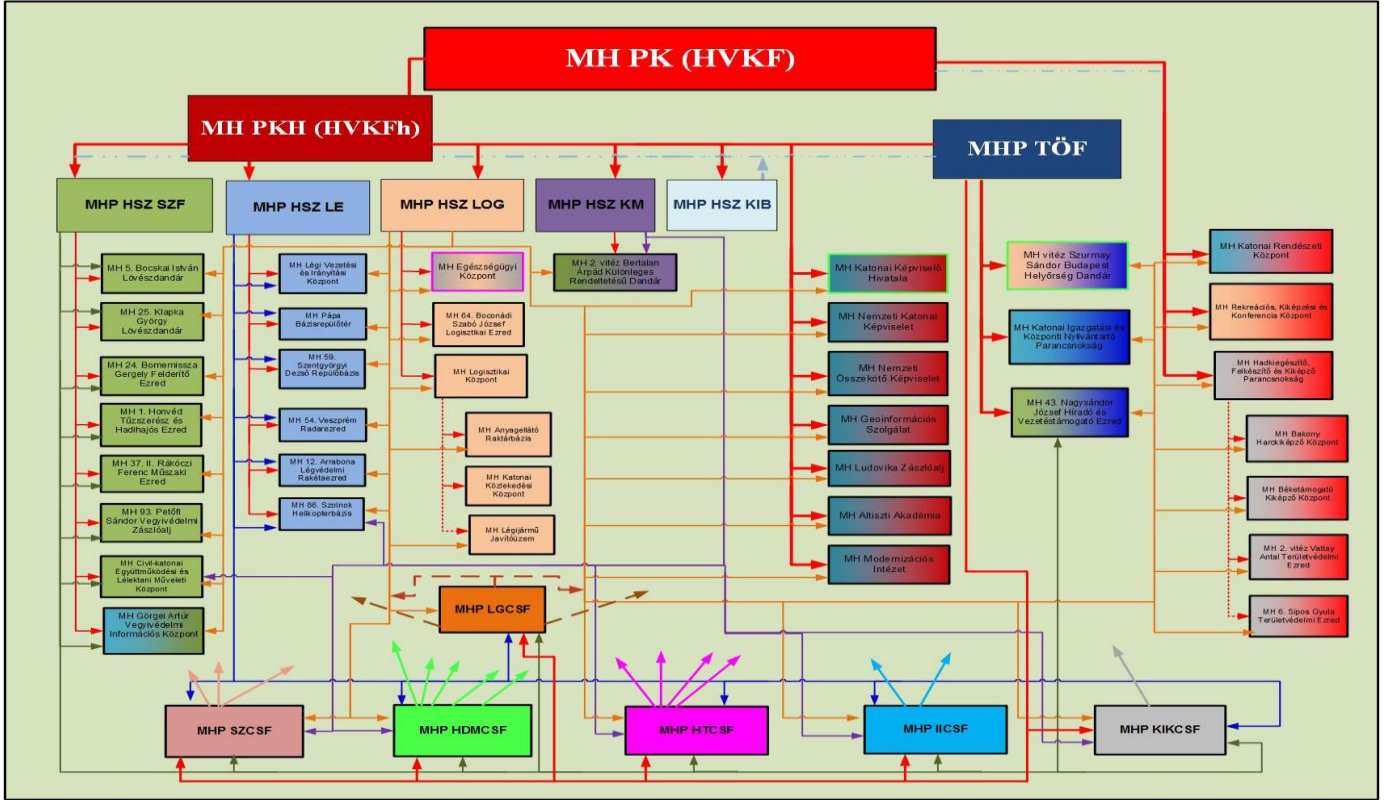 MH PK (HVKF)
MH PKH (HVKFh)
MHP TÖF
MHP HSZ SZF
MHP HSZ LE
MHP HSZ LOG
MHP HSZ KM
MHP HSZ KIB
MH 5. Bocskai István
Lövészdandár
MH 25. Klapka
György
Lövészdandár
MH 24. Bornemissza
Gergely Felderítő
Ezred
MH 1. Honvéd
Tűzszerész és
Hadihajós Ezred
MH 37. II. Rákóczi
Ferenc Műszaki
Ezred
MH 93. Petőfi
Sándor Vegyivédelmi
Zászlóalj
MH Civil-katonai
Együttműködési és
Lélektani Műveleti
Központ
MH Görgei Artúr
Vegyivédelmi
Információs Központ
MH Légi Vezetési
és Irányítási
Központ
MH Pápa
Bázisrepülőtér
MH 59.
Szentgyörgyi
Dezső Repülőbázis
MH 54. Veszprém
Radarezred
MH 12. Arrabona
Légvédelmi
Rakétaezred
MH 86. Szolnok
Helikopterbázis
MH Egészségügyi
Központ
MH 64. Boconádi
Szabó József
Logisztikai Ezred
MH Logisztikai
Központ
MH Anyagellátó
Raktárbázis
MH Katonai
Közlekedési
Központ
MH Légijármű
Javítóüzem
MH 2. vitéz Bertalan
Árpád Különleges
Rendeltetésű Dandár
MH Katonai Képviselő
Hivatala
MH Nemzeti Katonai
Képviselet
MH Nemzeti
Összekötő Képviselet
MH Geoinformációs
Szolgálat
MH Ludovika Zászlóalj
MH Altiszti Akadémia
MH Modernizációs
Intézet
MH vitéz Szurmay
Sándor Budapest
Helyőrség Dandár
MH Katonai Igazgatási és
Központi Nyilvántartó
Parancsnokság
MH 43. Nagysándor
József Híradó és
Vezetéstámogató Ezred
MH Katonai Rendészeti
Központ
MH Rekreációs, Kiképzési és
Konferencia Központ
MH Hadkiegészítő,
Felkészítő és Kiképző
Parancsnokság
MH Bakony
Harckiképző Központ
MH Béketámogató
Kiképző Központ
MH 2. vitéz Vattay
Antal Területvédelmi
Ezred
MH 6. Sipos Gyula
Területvédelmi Ezred
MHP LGCSF
MHP SZCSF
MHP HDMCSF
MHP HTCSF
MHP IICSF
MHP KIKCSF